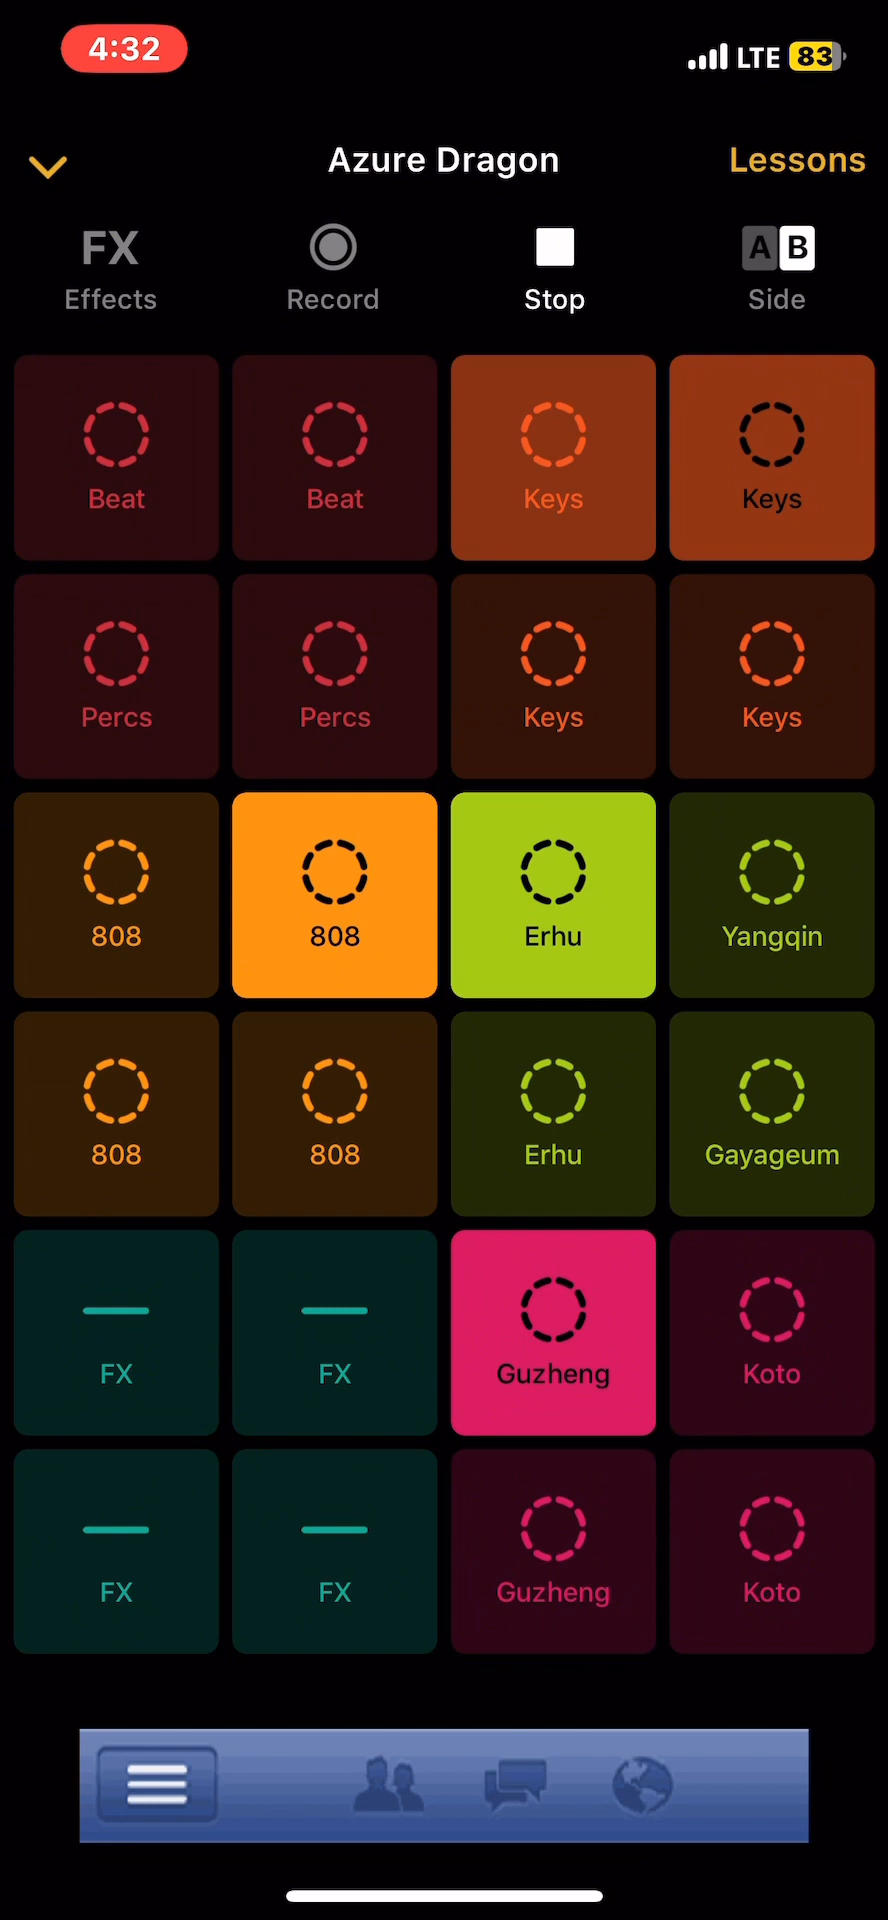 4:32 LTE 83
Azure Dragon Lessons
FX A B
Effects Record Stop Side
Beat Beat Keys Keys
Percs Percs Keys Keys
808 808 Erhu Yangqin
808 808 Erhu Gayageum
FX FX Guzheng Koto
FX FX Guzheng Koto